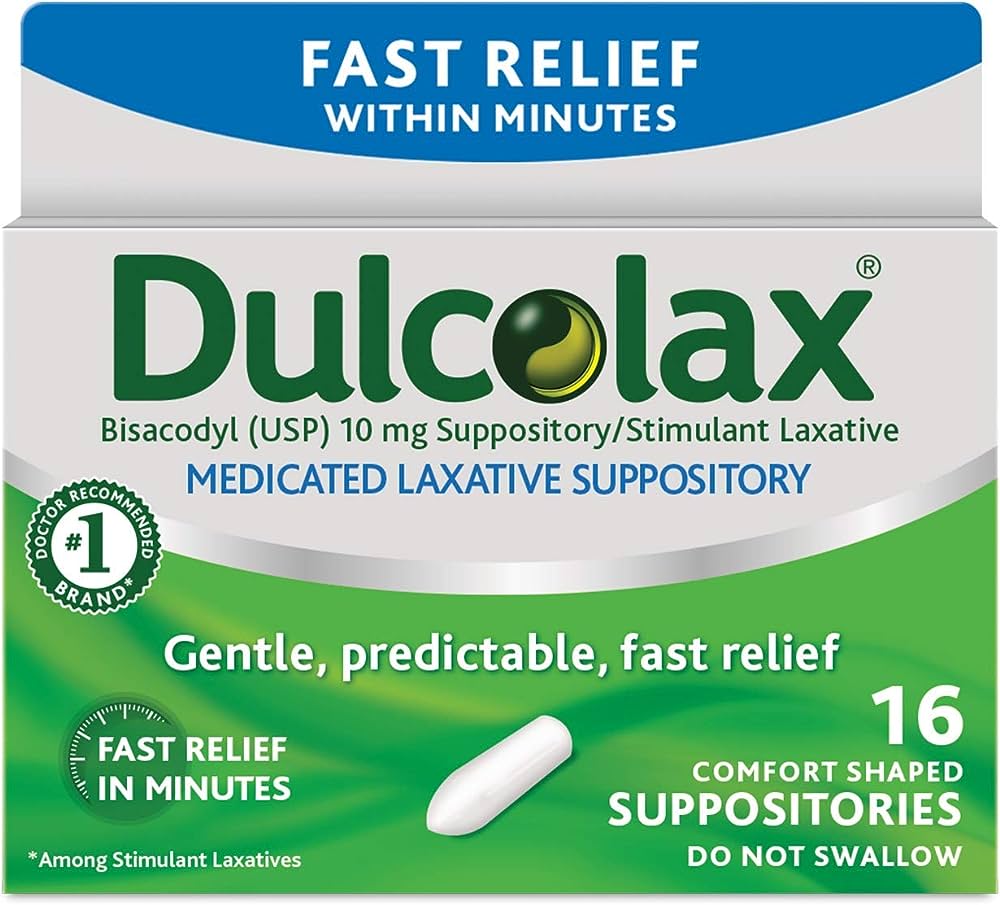 FAST RELIEF
WITHIN MINUTES
Dulcolax®
Bisacodyl (USP) 10 mg Suppository/Stimulant Laxative
MEDICATED LAXATIVE SUPPOSITORY
DOCTOR RECOMMENDED
#1
BRAND*
Gentle, predictable, fast relief
FAST RELIEF
IN MINUTES
16
COMFORT SHAPED
SUPPOSITORIES
DO NOT SWALLOW
*Among Stimulant Laxatives